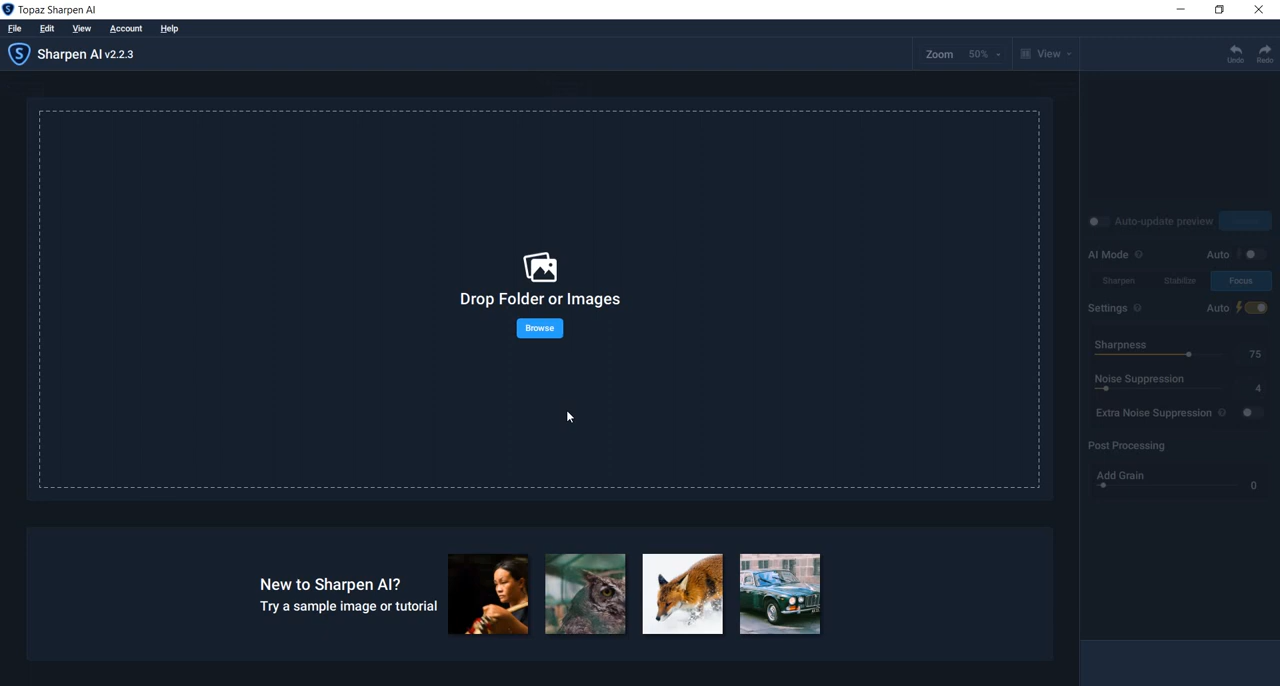 Topaz Sharpen AI
File Edit View Account Help
Sharpen AI v2.2.3
Zoom 50% View
Undo Redo
Drop Folder or Images
Browse
New to Sharpen AI?
Try a sample image or tutorial
Auto-update preview
AI Mode Auto
Sharpen Stabilize Focus
Settings Auto
Sharpness
75
Noise Suppression
4
Extra Noise Suppression
Post Processing
Add Grain
0